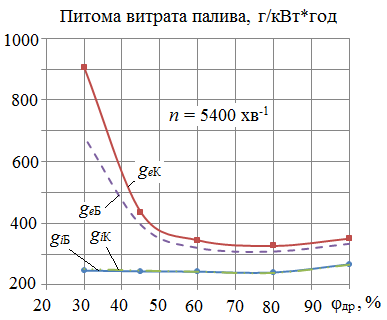 Питома витрата палива, г/кВт*год
1000
800
n = 5400 хв-1
600
geК
geБ
400
giБ
giК
200
20 30 40 50 60 70 80 90 φдр, %